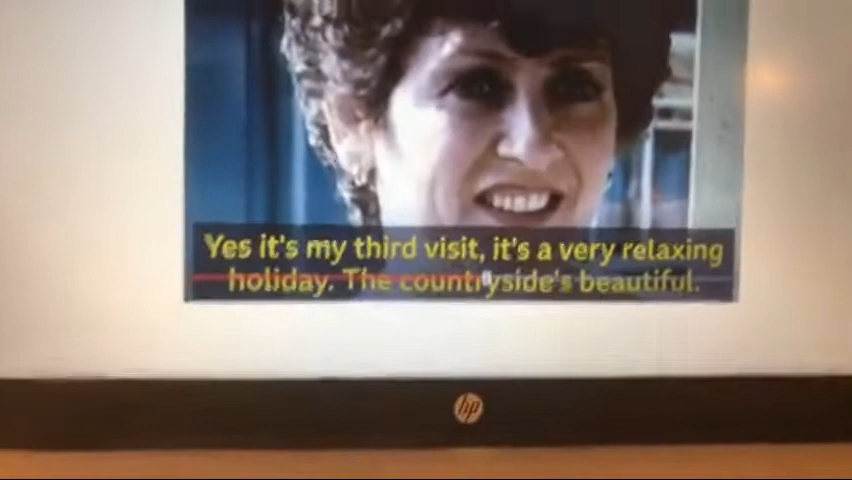 Yes it's my third visit, it's a very relaxing
holiday. The countryside's beautiful.
hp